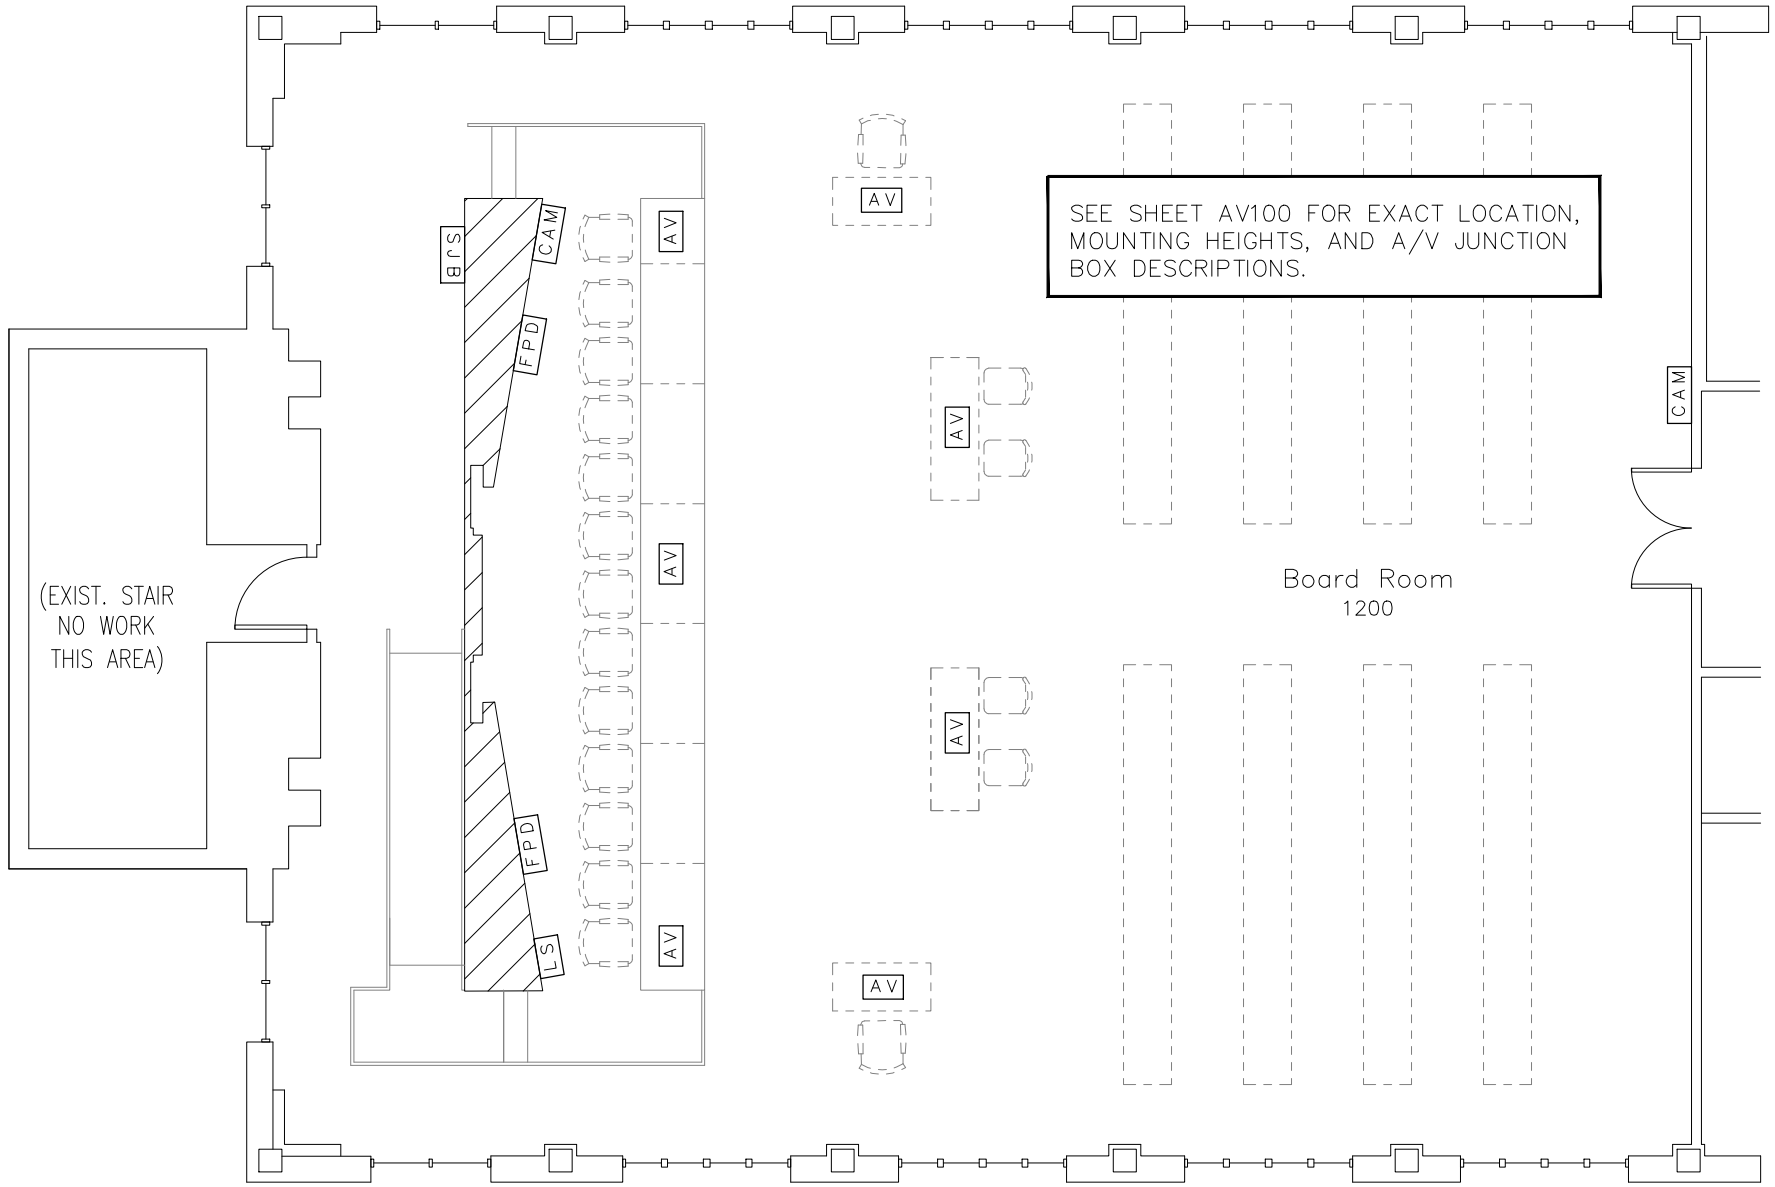 AV
SEE SHEET AV100 FOR EXACT LOCATION,
MOUNTING HEIGHTS, AND A/V JUNCTION
BOX DESCRIPTIONS.
SJB
CAM
AV
FPD
CAM
AV
AV
Board Room
1200
(EXIST. STAIR
NO WORK
THIS AREA)
AV
FPD
LS
AV
AV